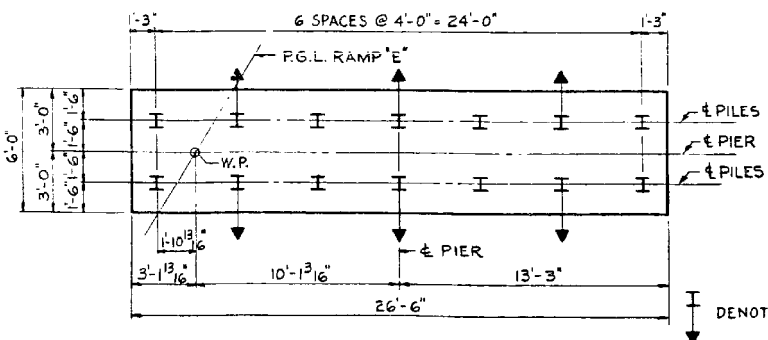 1'-3"
6 SPACES @ 4'-0" = 24'-0"
1'-3"
P.G.L. RAMP "E"
6'-0"
3'-0"
3'-0"
1'-6"
1'-6"
1'-6"
1'-6"
W.P.
℄ PILES
℄ PIER
℄ PILES
1'-10 13/16"
℄ PIER
3'-1 13/16"
10'-1 3/16"
13'-3"
26'-6"
DENOT